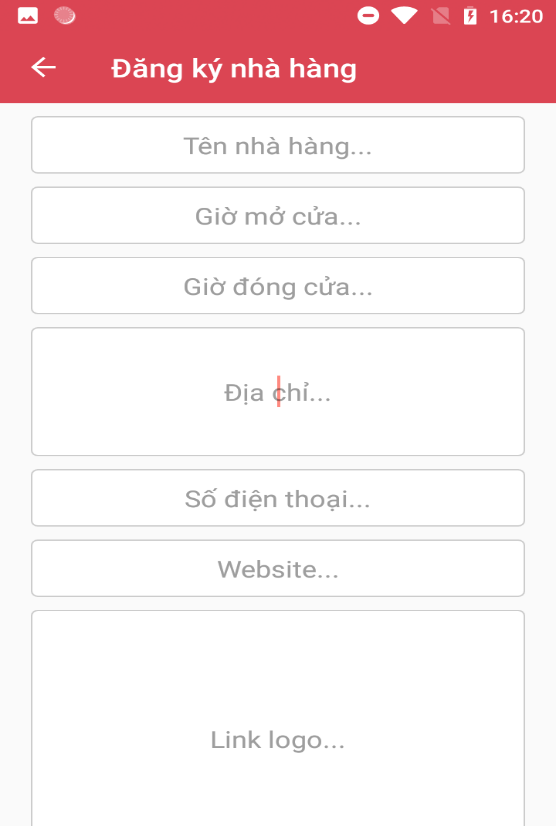 16:20
Đăng ký nhà hàng
Tên nhà hàng...
Giờ mở cửa...
Giờ đóng cửa...
Địa chỉ...
Số điện thoại...
Website...
Link logo...